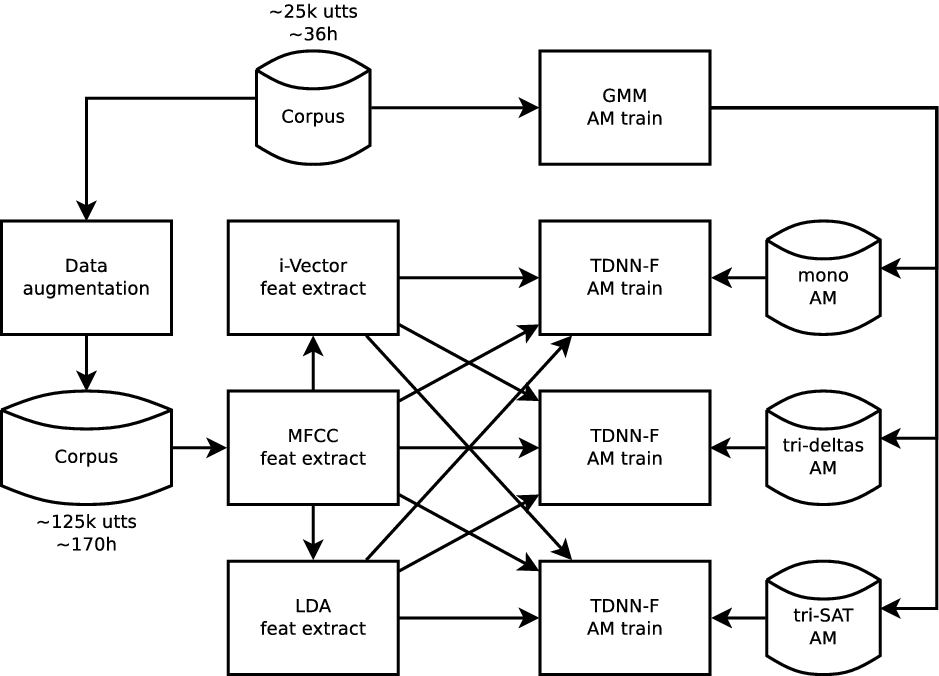 ~25k utts
~36h
Corpus
GMM
AM train
Data
augmentation
i-Vector
feat extract
TDNN-F
AM train
mono
AM
Corpus
~125k utts
~170h
MFCC
feat extract
TDNN-F
AM train
tri-deltas
AM
LDA
feat extract
TDNN-F
AM train
tri-SAT
AM